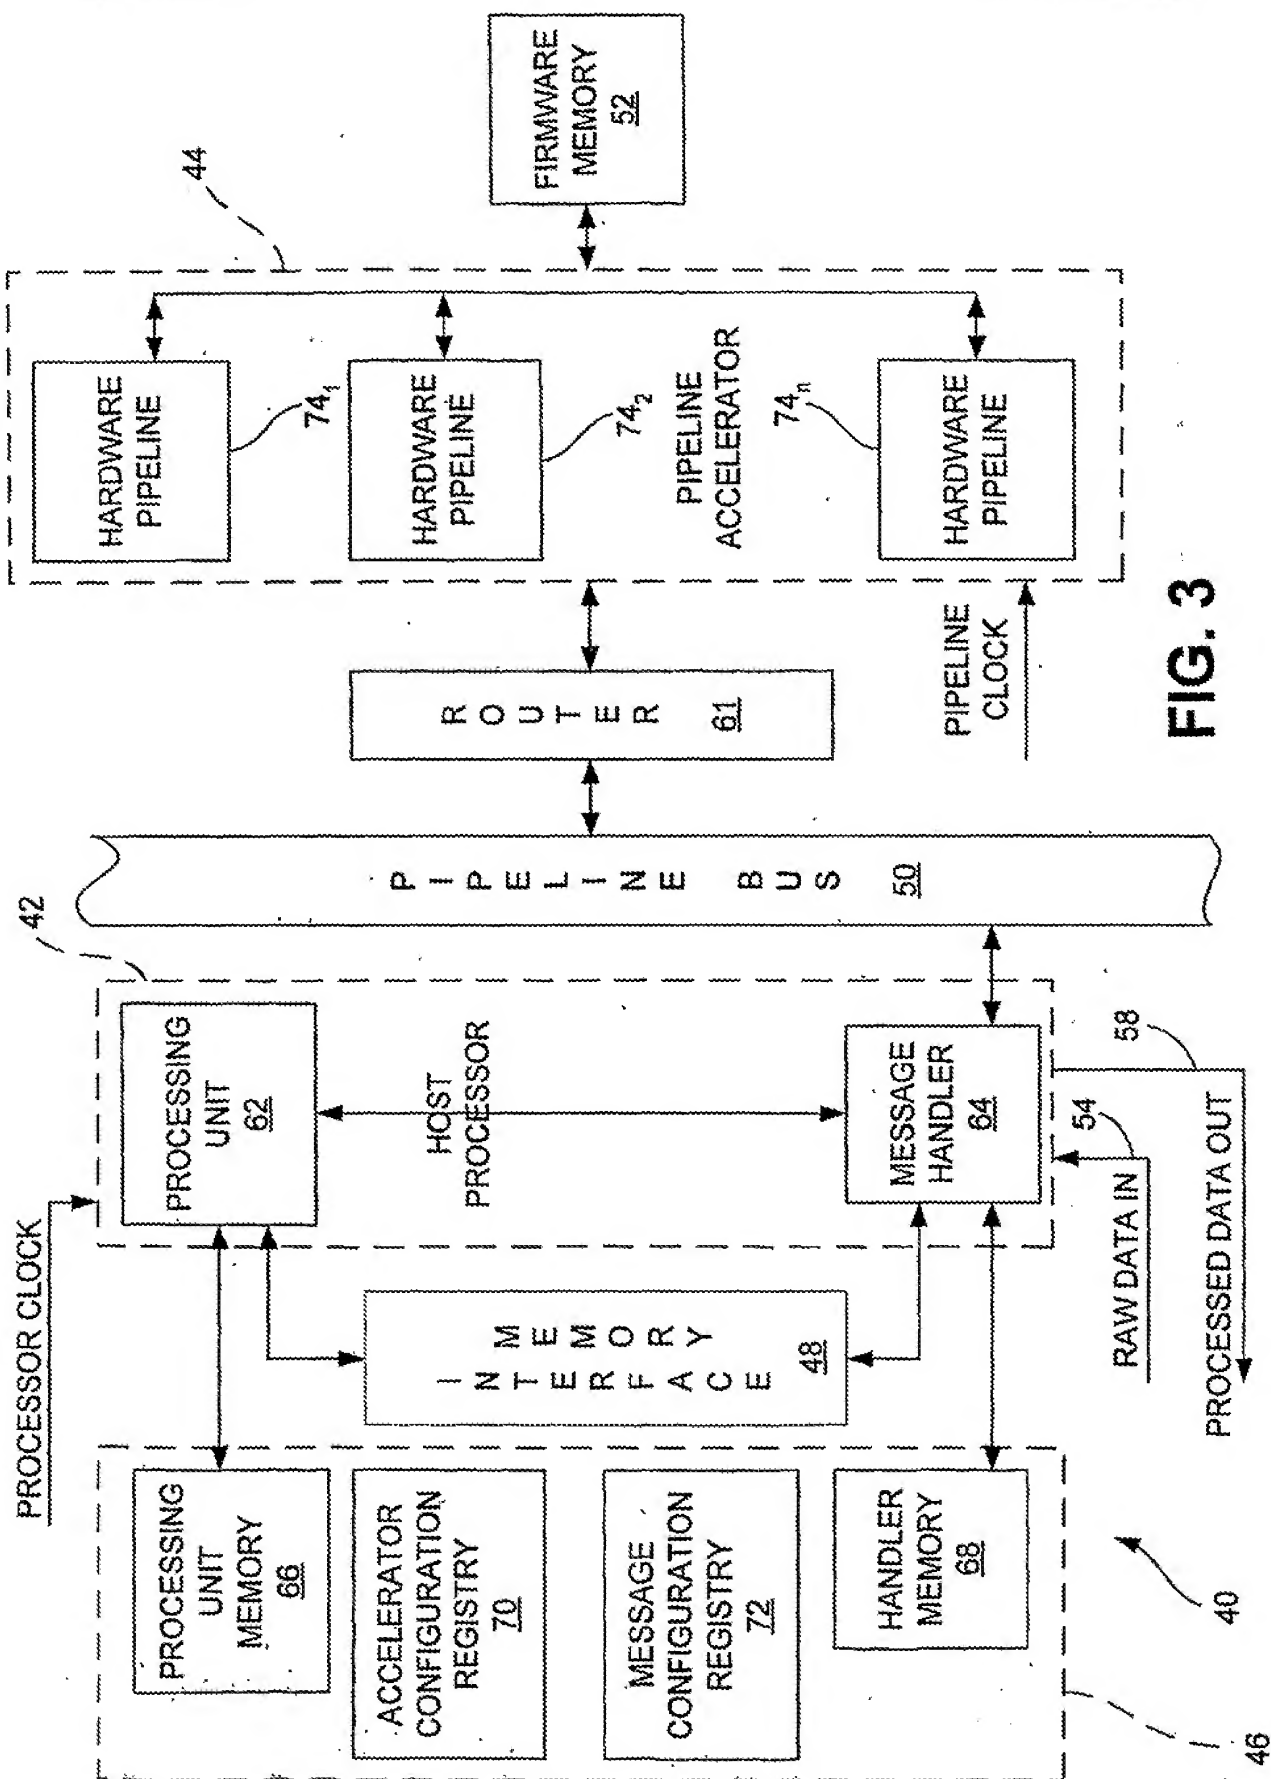 PROCESSOR CLOCK
42
44
PROCESSING
UNIT
MEMORY
66
ACCELERATOR
CONFIGURATION
REGISTRY
70
MESSAGE
CONFIGURATION
REGISTRY
72
HANDLER
MEMORY
68
46
40
MEMORY
INTERFACE
48
PROCESSING
UNIT
62
HOST
PROCESSOR
MESSAGE
HANDLER
64
RAW DATA IN
54
PROCESSED DATA OUT
58
PIPELINE BUS
50
ROUTER
61
PIPELINE
CLOCK
HARDWARE
PIPELINE
74₁
HARDWARE
PIPELINE
74₂
PIPELINE
ACCELERATOR
74ₙ
HARDWARE
PIPELINE
FIRMWARE
MEMORY
52
FIG. 3